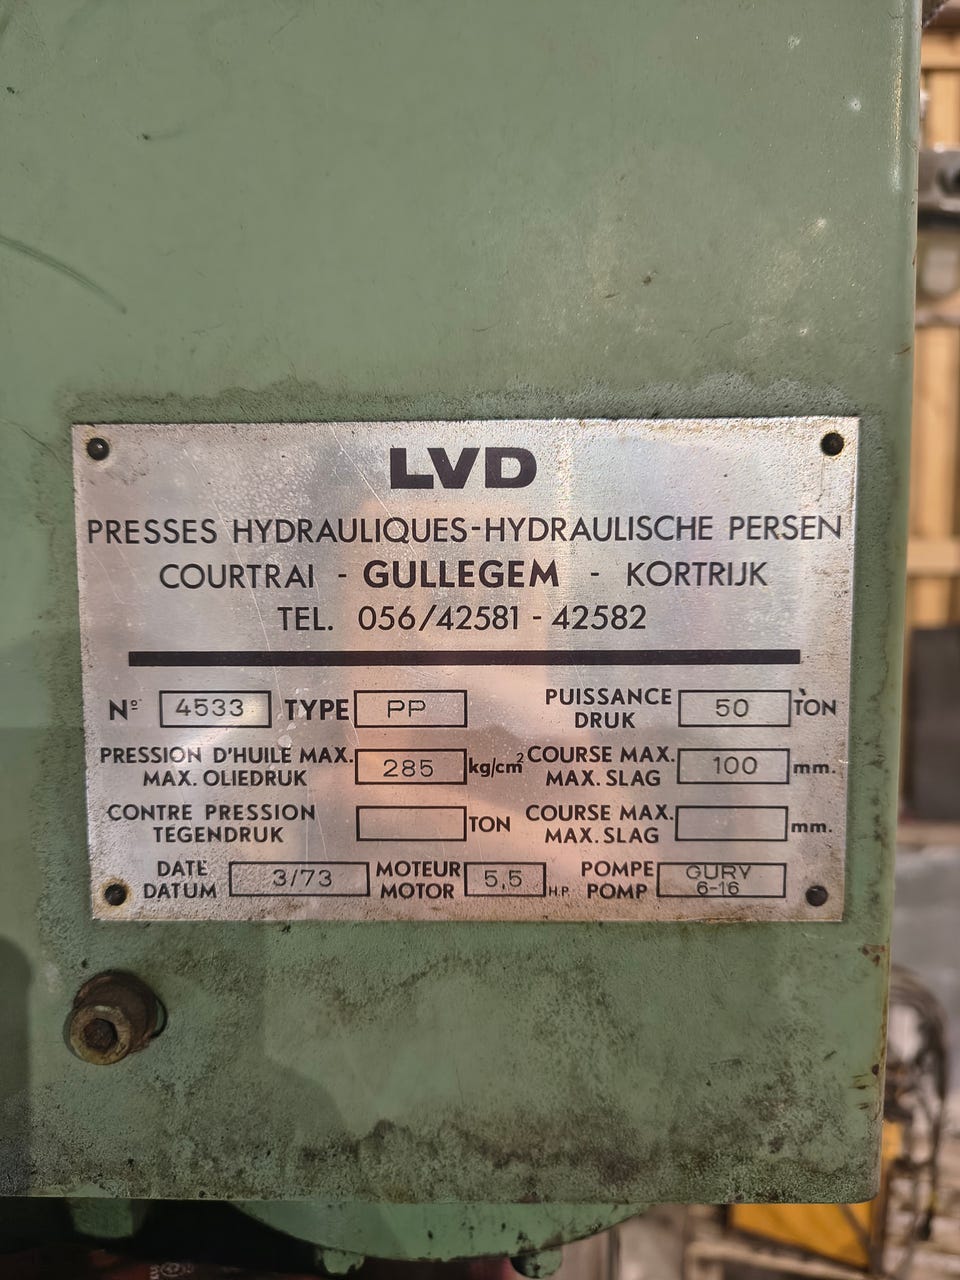 LVD
PRESSES HYDRAULIQUES-HYDRAULISCHE PERSEN
COURTRAI - GULLEGEM - KORTRIJK
TEL. 056/42581 - 42582
Nº 4533 TYPE PP PUISSANCE DRUK 50 TON
PRESSION D'HUILE MAX. MAX. OLIEDRUK 285 kg/cm² COURSE MAX. MAX. SLAG 100 mm.
CONTRE PRESSION TEGENDRUK TON COURSE MAX. MAX. SLAG mm.
DATE DATUM 3/73 MOTEUR MOTOR 5,5 H.P. POMPE POMP GURY 6-16